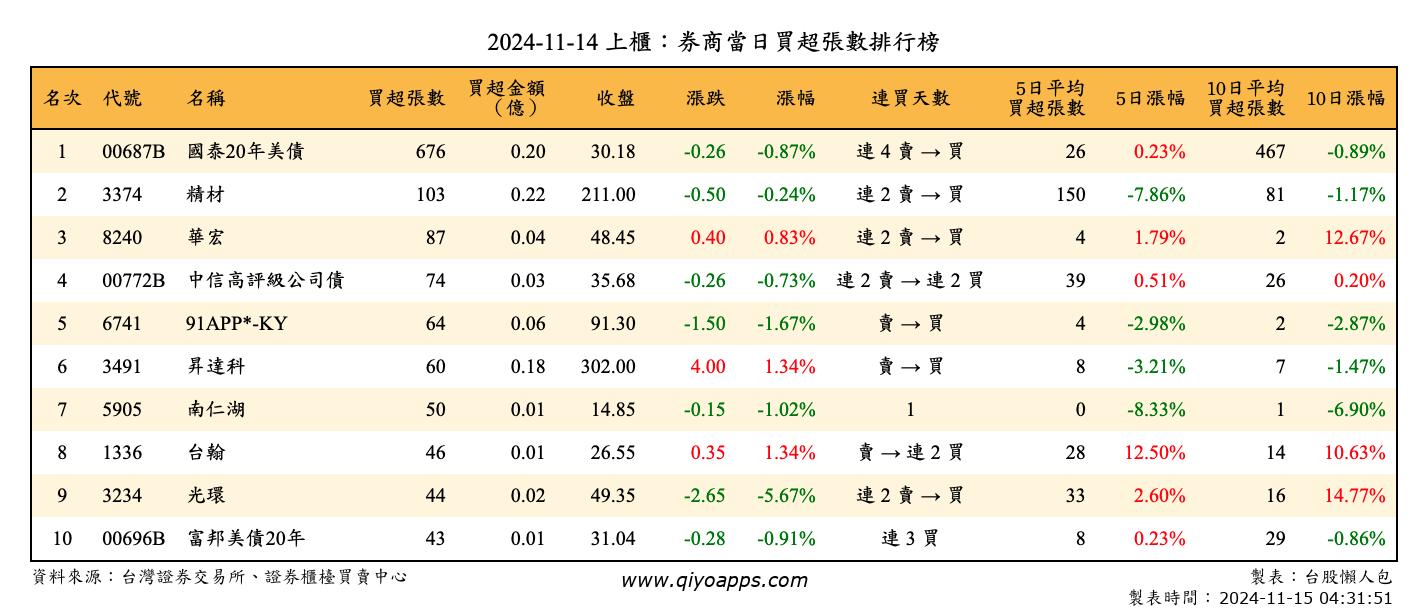 2024-11-14 上櫃：券商當日買超張數排行榜
名次 代號 名稱 買超張數 買超金額（億） 收盤 漲跌 漲幅 連買天數 5日平均買超張數 5日漲幅 10日平均買超張數 10日漲幅
1 00687B 國泰20年美債 676 0.20 30.18 -0.26 -0.87% 連 4 賣 → 買 26 0.23% 467 -0.89%
2 3374 精材 103 0.22 211.00 -0.50 -0.24% 連 2 賣 → 買 150 -7.86% 81 -1.17%
3 8240 華宏 87 0.04 48.45 0.40 0.83% 連 2 賣 → 買 4 1.79% 2 12.67%
4 00772B 中信高評級公司債 74 0.03 35.68 -0.26 -0.73% 連 2 賣 → 連 2 買 39 0.51% 26 0.20%
5 6741 91APP*-KY 64 0.06 91.30 -1.50 -1.67% 賣 → 買 4 -2.98% 2 -2.87%
6 3491 昇達科 60 0.18 302.00 4.00 1.34% 賣 → 買 8 -3.21% 7 -1.47%
7 5905 南仁湖 50 0.01 14.85 -0.15 -1.02% 1 0 -8.33% 1 -6.90%
8 1336 台翰 46 0.01 26.55 0.35 1.34% 賣 → 連 2 買 28 12.50% 14 10.63%
9 3234 光環 44 0.02 49.35 -2.65 -5.67% 連 2 賣 → 買 33 2.60% 16 14.77%
10 00696B 富邦美債20年 43 0.01 31.04 -0.28 -0.91% 連 3 買 8 0.23% 29 -0.86%
資料來源：台灣證券交易所、證券櫃檯買賣中心 www.qiyoapps.com 製表：台股懶人包
製表時間：2024-11-15 04:31:51